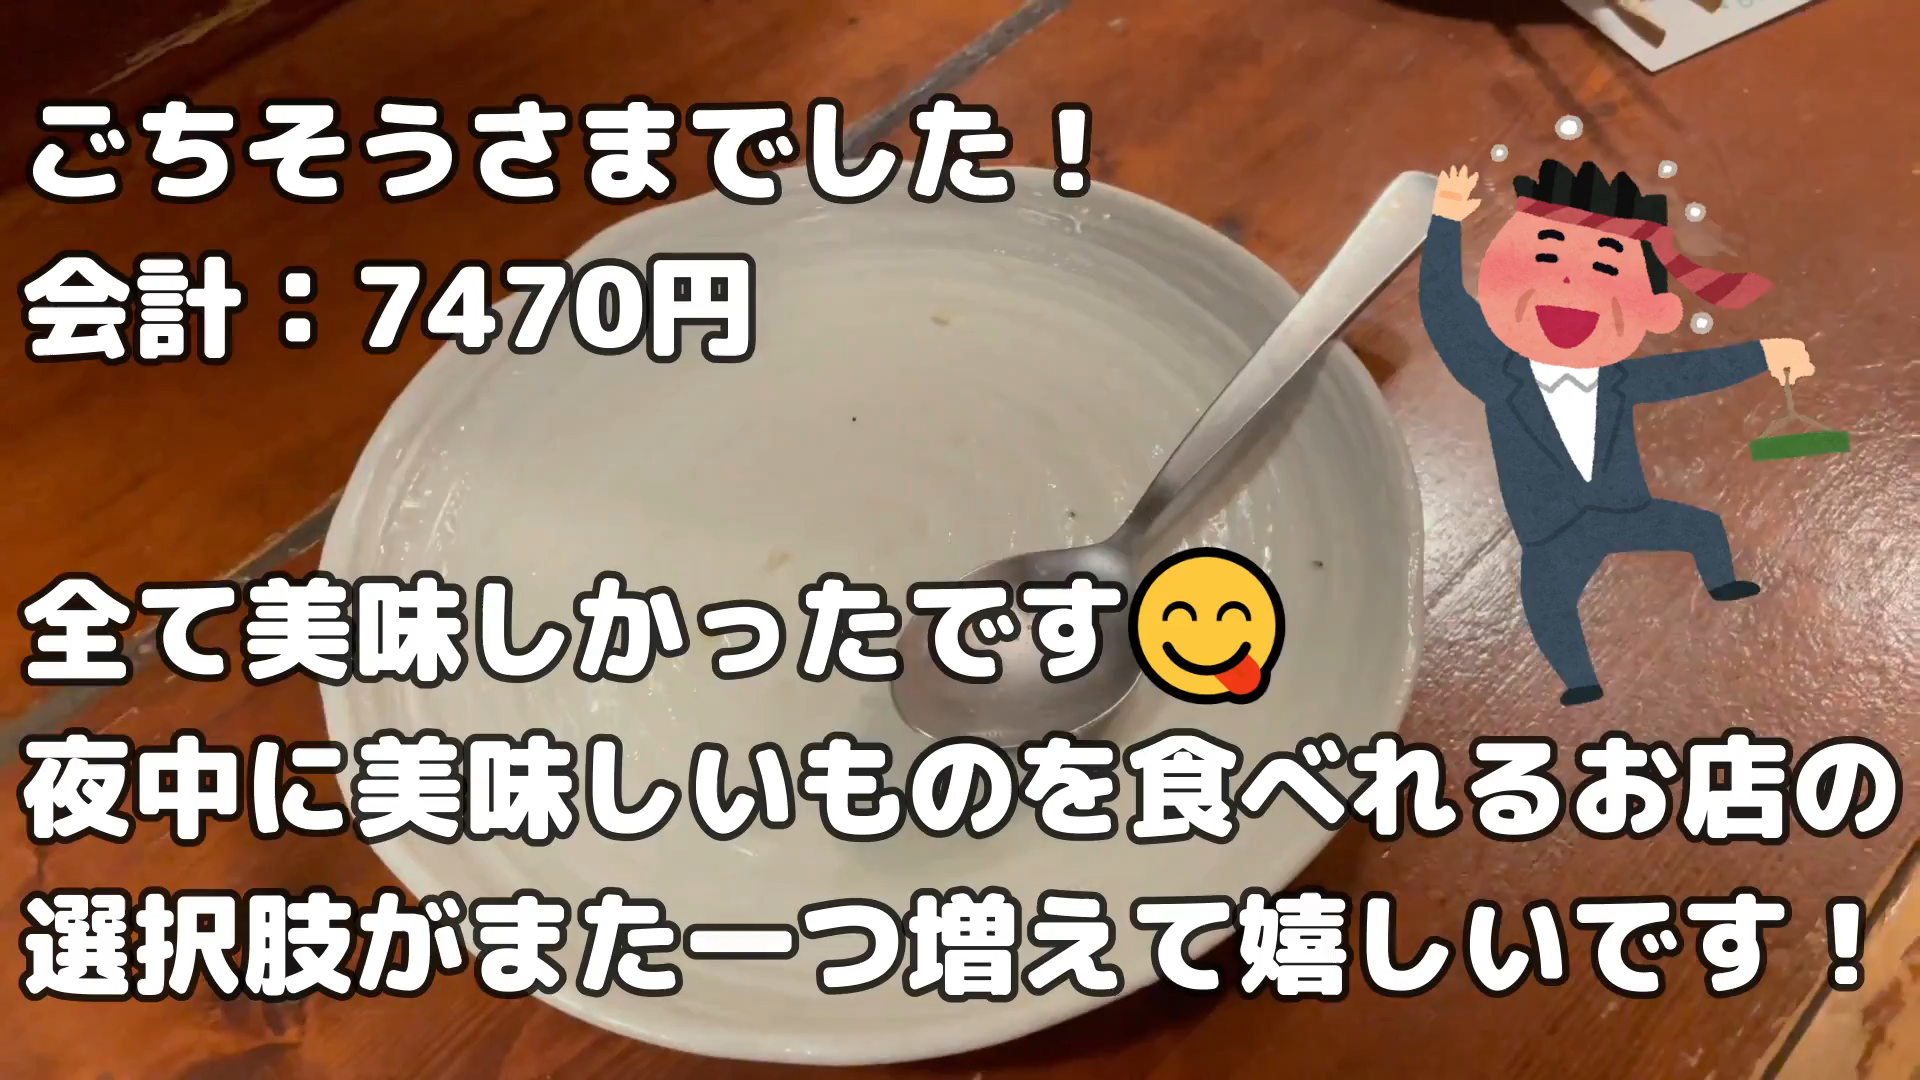 ごちそうさまでした！
会計：7470円
全て美味しかったです😋
夜中に美味しいものを食べれるお店の
選択肢がまた一つ増えて嬉しいです！